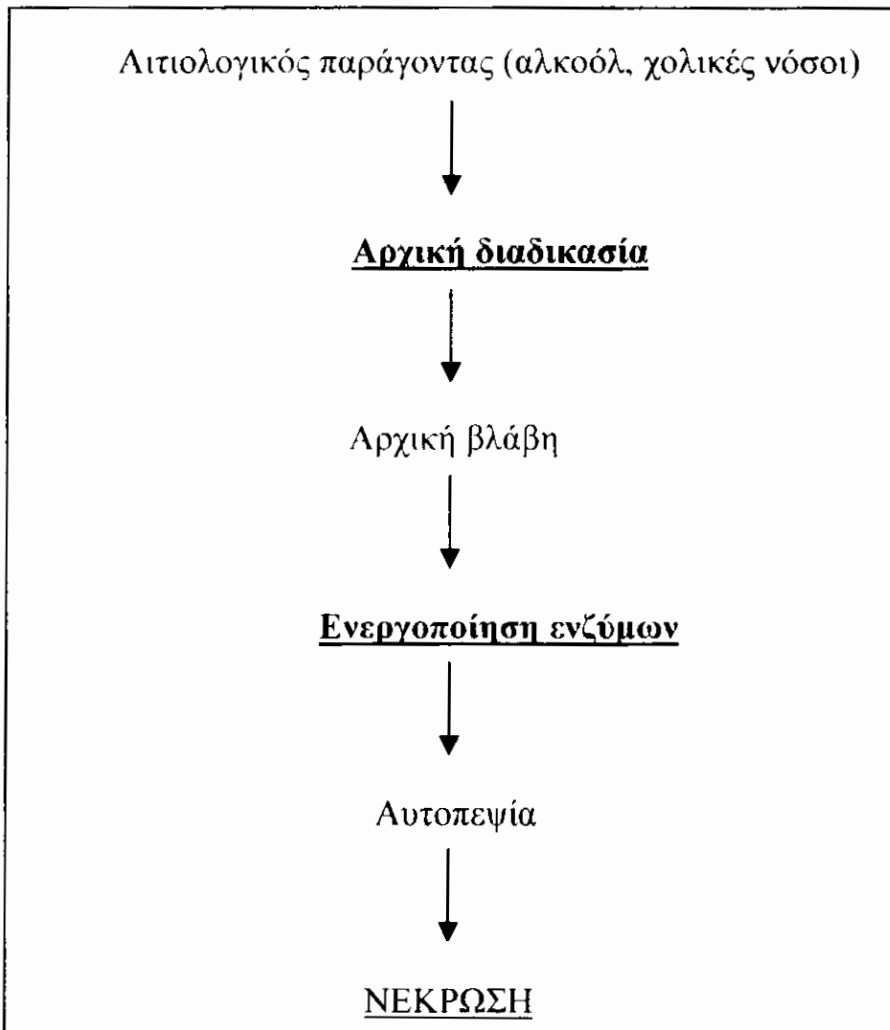 Αιτιολογικός παράγοντας (αλκοόλ, χολικές νόσοι)
Αρχική διαδικασία
Αρχική βλάβη
Ενεργοποίηση ενζύμων
Αυτοπεψία
ΝΕΚΡΩΣΗ